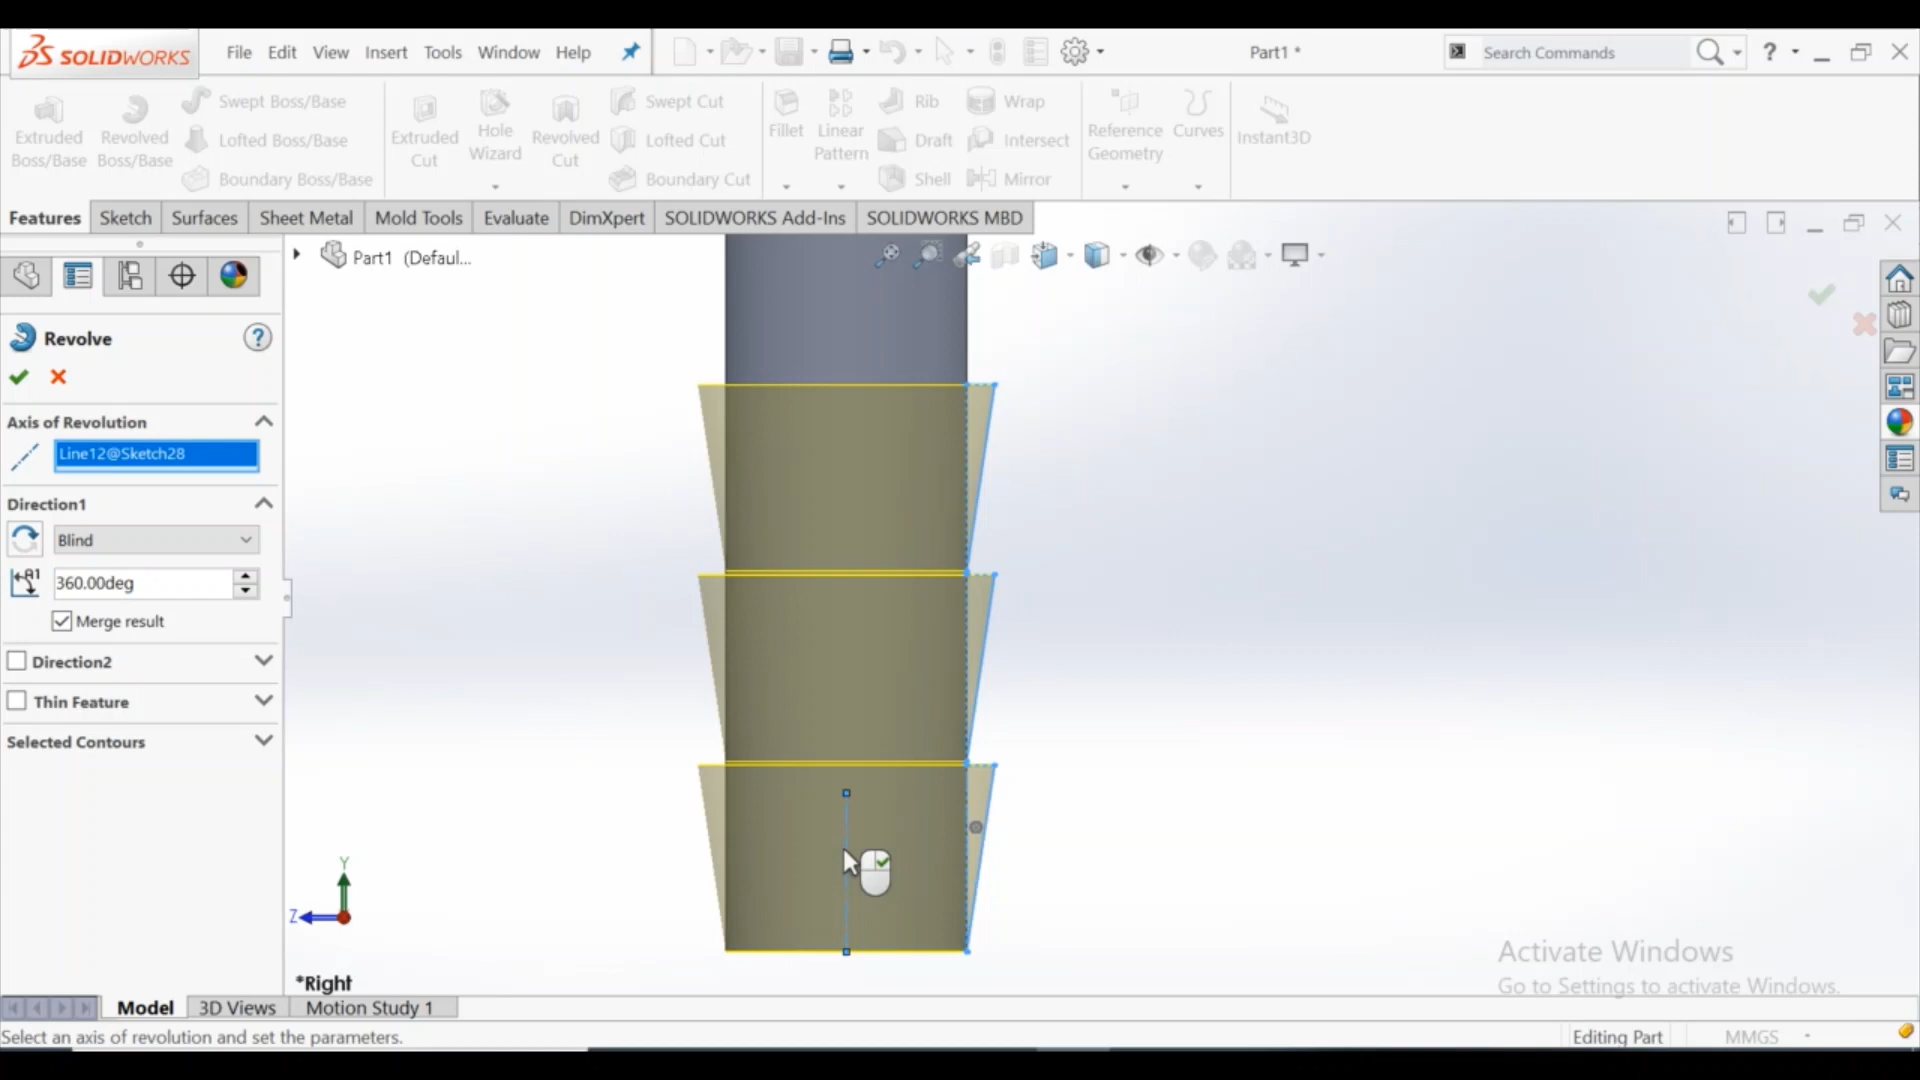 SOLIDWORKS File Edit View Insert Tools Window Help Part1 * Search Commands ?
Extruded Boss/Base
Revolved Boss/Base
Swept Boss/Base
Lofted Boss/Base
Boundary Boss/Base
Extruded Cut
Hole Wizard
Revolved Cut
Swept Cut
Lofted Cut
Boundary Cut
Fillet
Linear Pattern
Rib
Draft
Shell
Wrap
Intersect
Mirror
Reference Geometry
Curves
Instant3D
Features Sketch Surfaces Sheet Metal Mold Tools Evaluate DimXpert SOLIDWORKS Add-Ins SOLIDWORKS MBD
Part1 (Defaul...
Revolve ?
Axis of Revolution
Line12@Sketch28
Direction1
Blind
360.00deg
Merge result
Direction2
Thin Feature
Selected Contours
Y
Z
*Right
Activate Windows
Go to Settings to activate Windows.
Model 3D Views Motion Study 1
Select an axis of revolution and set the parameters. Editing Part MMGS -